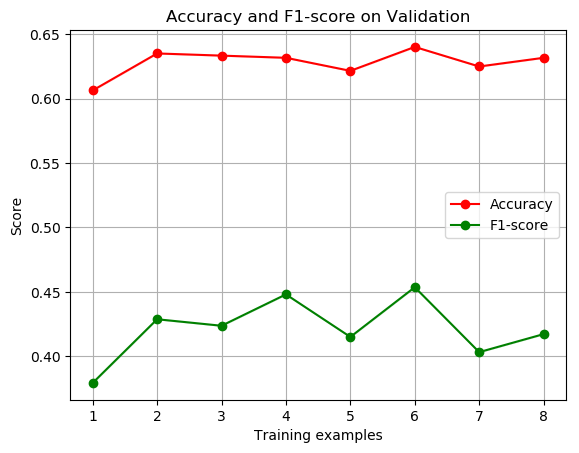 Accuracy and F1-score on Validation
0.65
0.60
0.55
0.50
0.45
0.40
Score
Accuracy
F1-score
1 2 3 4 5 6 7 8
Training examples